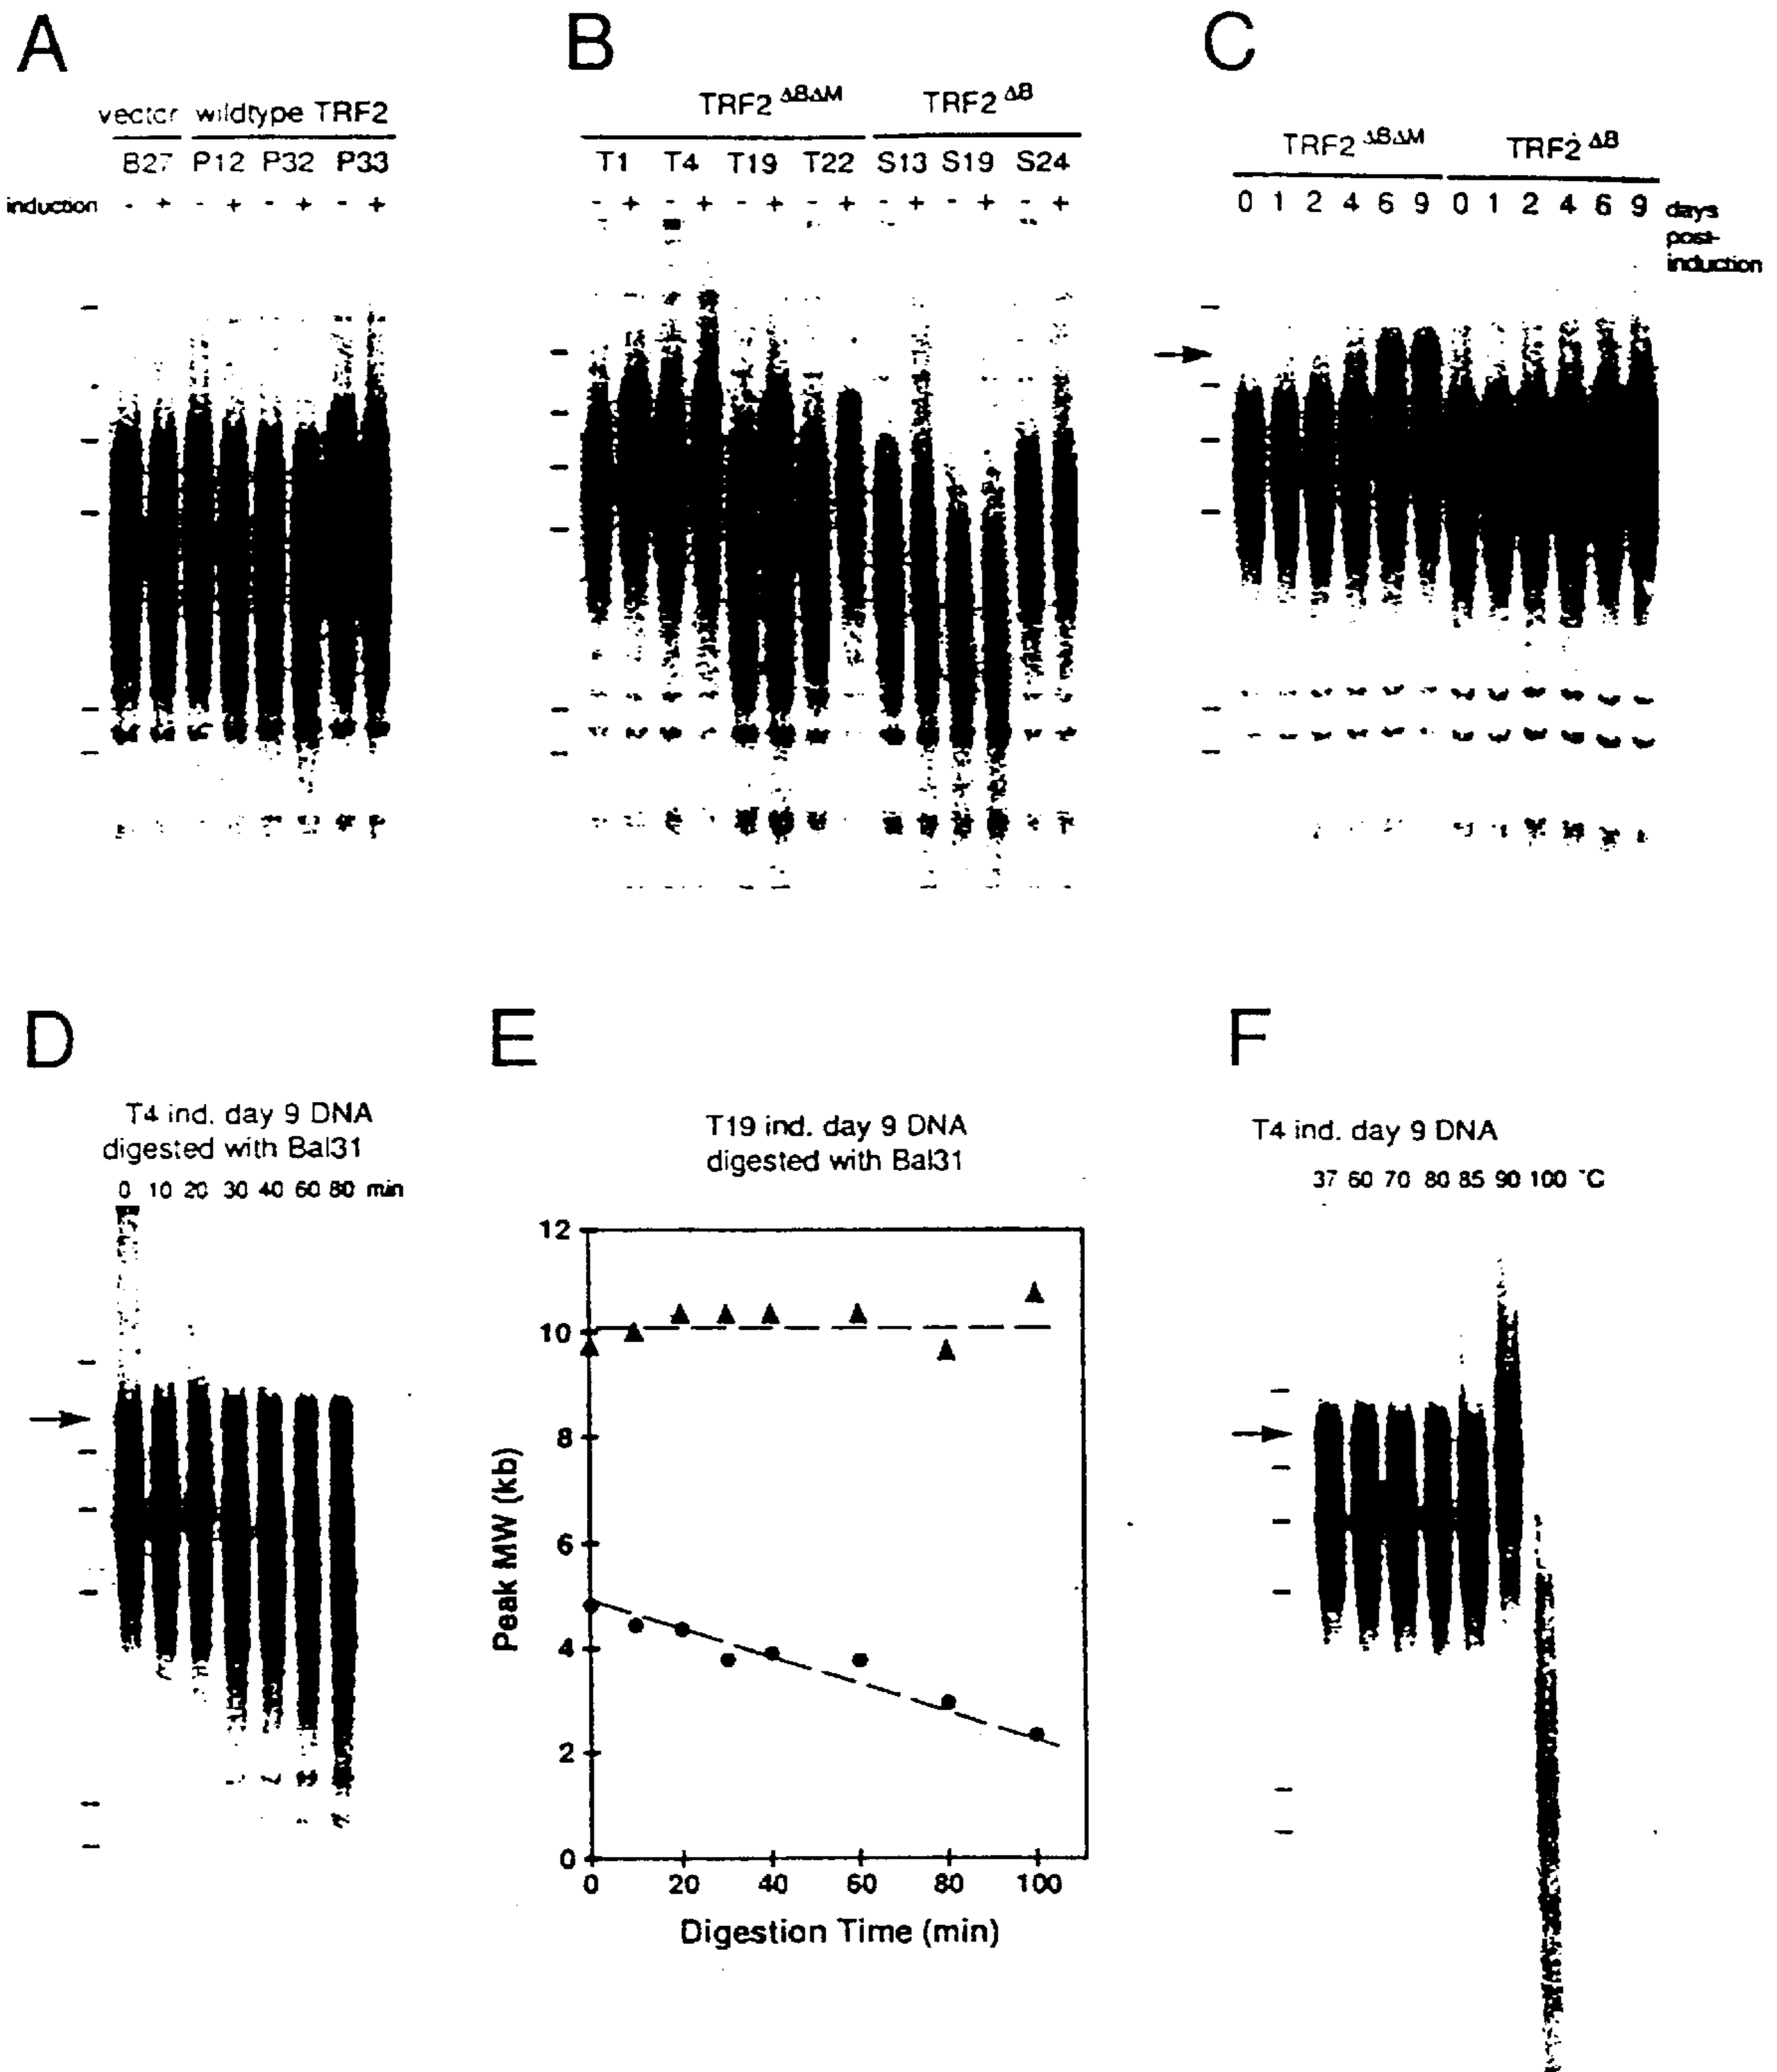 A
vector wildtype TRF2
B27 P12 P32 P33
induction - + - + - + - +
B
TRF2 ΔBΔM TRF2 ΔB
T1 T4 T19 T22 S13 S19 S24
- + - + - + - + - + - + - +
C
TRF2 ΔBΔM TRF2 ΔB
0 1 2 4 6 9 0 1 2 4 6 9 days
post-
induction
D
T4 ind. day 9 DNA
digested with Bal31
0 10 20 30 40 60 80 min
E
T19 ind. day 9 DNA
digested with Bal31
12
10
8
6
4
2
0
Peak MW (kb)
0 20 40 60 80 100
Digestion Time (min)
F
T4 ind. day 9 DNA
37 60 70 80 85 90 100 °C